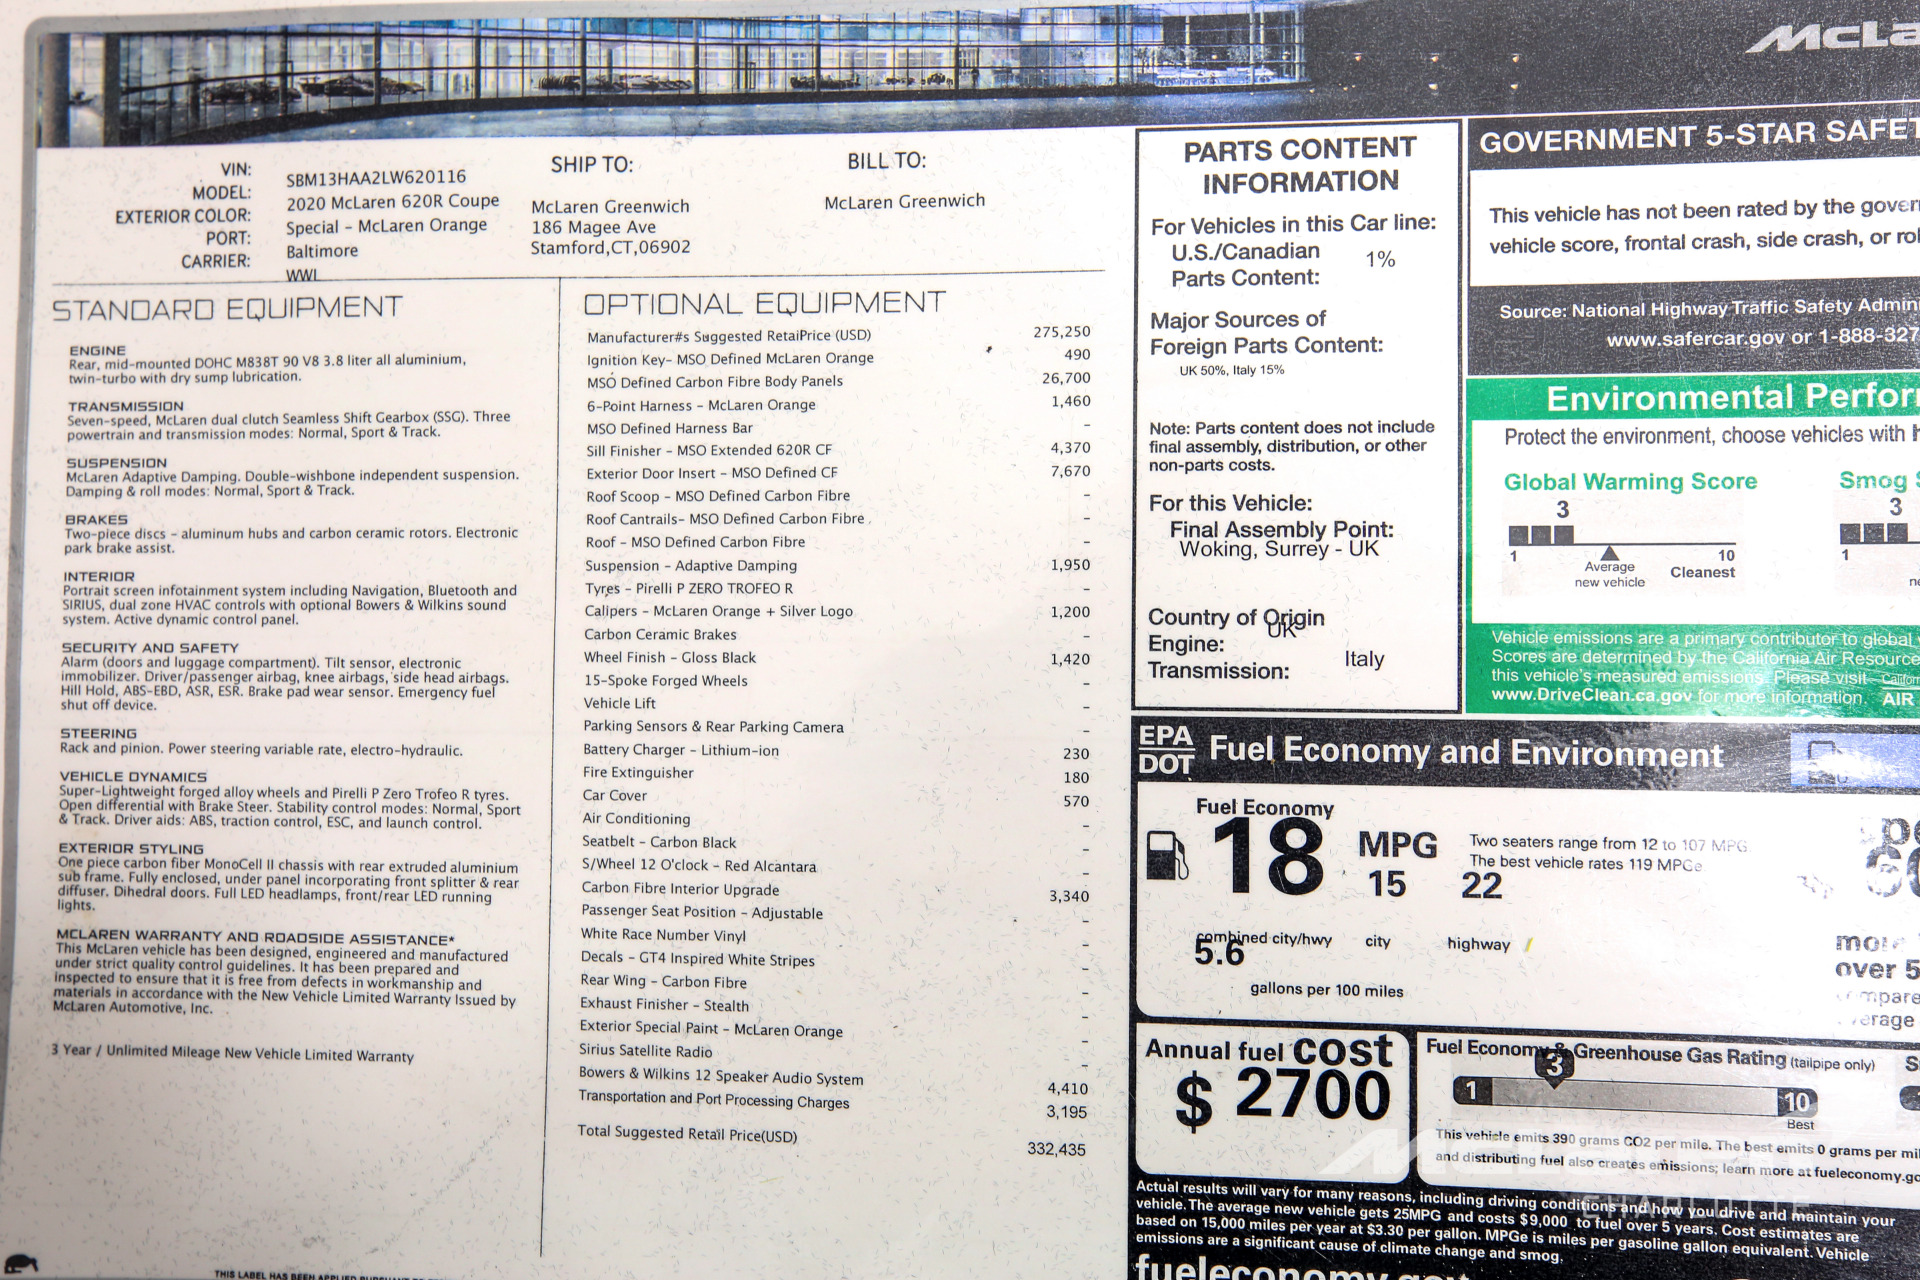 McLa
VIN: SBM13HAA2LW620116
MODEL: 2020 McLaren 620R Coupe
EXTERIOR COLOR: Special - McLaren Orange
PORT: Baltimore
CARRIER: WWL
SHIP TO:
McLaren Greenwich
186 Magee Ave
Stamford,CT,06902
BILL TO:
McLaren Greenwich
STANDARD EQUIPMENT
ENGINE
Rear, mid-mounted DOHC M838T 90 V8 3.8 liter all aluminium,
twin-turbo with dry sump lubrication.
TRANSMISSION
Seven-speed, McLaren dual clutch Seamless Shift Gearbox (SSG). Three
powertrain and transmission modes: Normal, Sport & Track.
SUSPENSION
McLaren Adaptive Damping. Double-wishbone independent suspension.
Damping & roll modes: Normal, Sport & Track.
BRAKES
Two-piece discs - aluminum hubs and carbon ceramic rotors. Electronic
park brake assist.
INTERIOR
Portrait screen infotainment system including Navigation, Bluetooth and
SIRIUS, dual zone HVAC controls with optional Bowers & Wilkins sound
system. Active dynamic control panel.
SECURITY AND SAFETY
Alarm (doors and luggage compartment). Tilt sensor, electronic
immobilizer. Driver/passenger airbag, knee airbags, side head airbags.
Hill Hold, ABS-EBD, ASR, ESR. Brake pad wear sensor. Emergency fuel
shut off device.
STEERING
Rack and pinion. Power steering variable rate, electro-hydraulic.
VEHICLE DYNAMICS
Super-Lightweight forged alloy wheels and Pirelli P Zero Trofeo R tyres.
Open differential with Brake Steer. Stability control modes: Normal, Sport
& Track. Driver aids: ABS, traction control, ESC, and launch control.
EXTERIOR STYLING
One piece carbon fiber MonoCell II chassis with rear extruded aluminium
sub frame. Fully enclosed, under panel incorporating front splitter & rear
diffuser. Dihedral doors. Full LED headlamps, front/rear LED running
lights.
MCLAREN WARRANTY AND ROADSIDE ASSISTANCE*
This McLaren vehicle has been designed, engineered and manufactured
under strict quality control guidelines. It has been prepared and
inspected to ensure that it is free from defects in workmanship and
materials in accordance with the New Vehicle Limited Warranty Issued by
McLaren Automotive, Inc.
3 Year / Unlimited Mileage New Vehicle Limited Warranty
OPTIONAL EQUIPMENT
Manufacturer#s Suggested RetaiPrice (USD) 275,250
Ignition Key- MSO Defined McLaren Orange 490
MSO Defined Carbon Fibre Body Panels 26,700
6-Point Harness - McLaren Orange 1,460
MSO Defined Harness Bar -
Sill Finisher - MSO Extended 620R CF 4,370
Exterior Door Insert - MSO Defined CF 7,670
Roof Scoop - MSO Defined Carbon Fibre -
Roof Cantrails- MSO Defined Carbon Fibre -
Roof - MSO Defined Carbon Fibre -
Suspension - Adaptive Damping 1,950
Tyres - Pirelli P ZERO TROFEO R -
Calipers - McLaren Orange + Silver Logo 1,200
Carbon Ceramic Brakes -
Wheel Finish - Gloss Black 1,420
15-Spoke Forged Wheels -
Vehicle Lift -
Parking Sensors & Rear Parking Camera -
Battery Charger - Lithium-ion 230
Fire Extinguisher 180
Car Cover 570
Air Conditioning -
Seatbelt - Carbon Black -
S/Wheel 12 O'clock - Red Alcantara -
Carbon Fibre Interior Upgrade 3,340
Passenger Seat Position - Adjustable -
White Race Number Vinyl -
Decals - GT4 Inspired White Stripes -
Rear Wing - Carbon Fibre -
Exhaust Finisher - Stealth -
Exterior Special Paint - McLaren Orange -
Sirius Satellite Radio -
Bowers & Wilkins 12 Speaker Audio System 4,410
Transportation and Port Processing Charges 3,195
Total Suggested Retail Price(USD) 332,435
PARTS CONTENT
INFORMATION
For Vehicles in this Car line:
U.S./Canadian
Parts Content: 1%
Major Sources of
Foreign Parts Content:
UK 50%, Italy 15%
Note: Parts content does not include
final assembly, distribution, or other
non-parts costs.
For this Vehicle:
Final Assembly Point:
Woking, Surrey - UK
Country of Origin
Engine: UK
Transmission: Italy
GOVERNMENT 5-STAR SAFET
This vehicle has not been rated by the gover
vehicle score, frontal crash, side crash, or rol
Source: National Highway Traffic Safety Admin
www.safercar.gov or 1-888-327
Environmental Perfor
Protect the environment, choose vehicles with h
Global Warming Score
3
1 10
Average
new vehicle
Cleanest
Smog S
3
1
ne
Vehicle emissions are a primary contributor to global
Scores are determined by the California Air Resource
this vehicle's measured emissions. Please visit
www.DriveClean.ca.gov for more information. AIR
EPA
DOT
Fuel Economy and Environment
Fuel Economy
18 MPG
15 22
Two seaters range from 12 to 107 MPG.
The best vehicle rates 119 MPGe
combined city/hwy city highway
5.6
gallons per 100 miles
more
over 5
Annual fuel cost
$ 2700
Fuel Economy & Greenhouse Gas Rating (tailpipe only)
3
1 10
Best
This vehicle emits 390 grams CO2 per mile. The best emits 0 grams per mil
and distributing fuel also creates emissions; learn more at fueleconomy.go
CHARLOTTE
Actual results will vary for many reasons, including driving conditions and how you drive and maintain your
vehicle. The average new vehicle gets 25MPG and costs $9,000 to fuel over 5 years. Cost estimates are
based on 15,000 miles per year at $3.30 per gallon. MPGe is miles per gasoline gallon equivalent. Vehicle
emissions are a significant cause of climate change and smog.
fueleconomy.gov
THIS LABEL HAS BEEN APPLIED